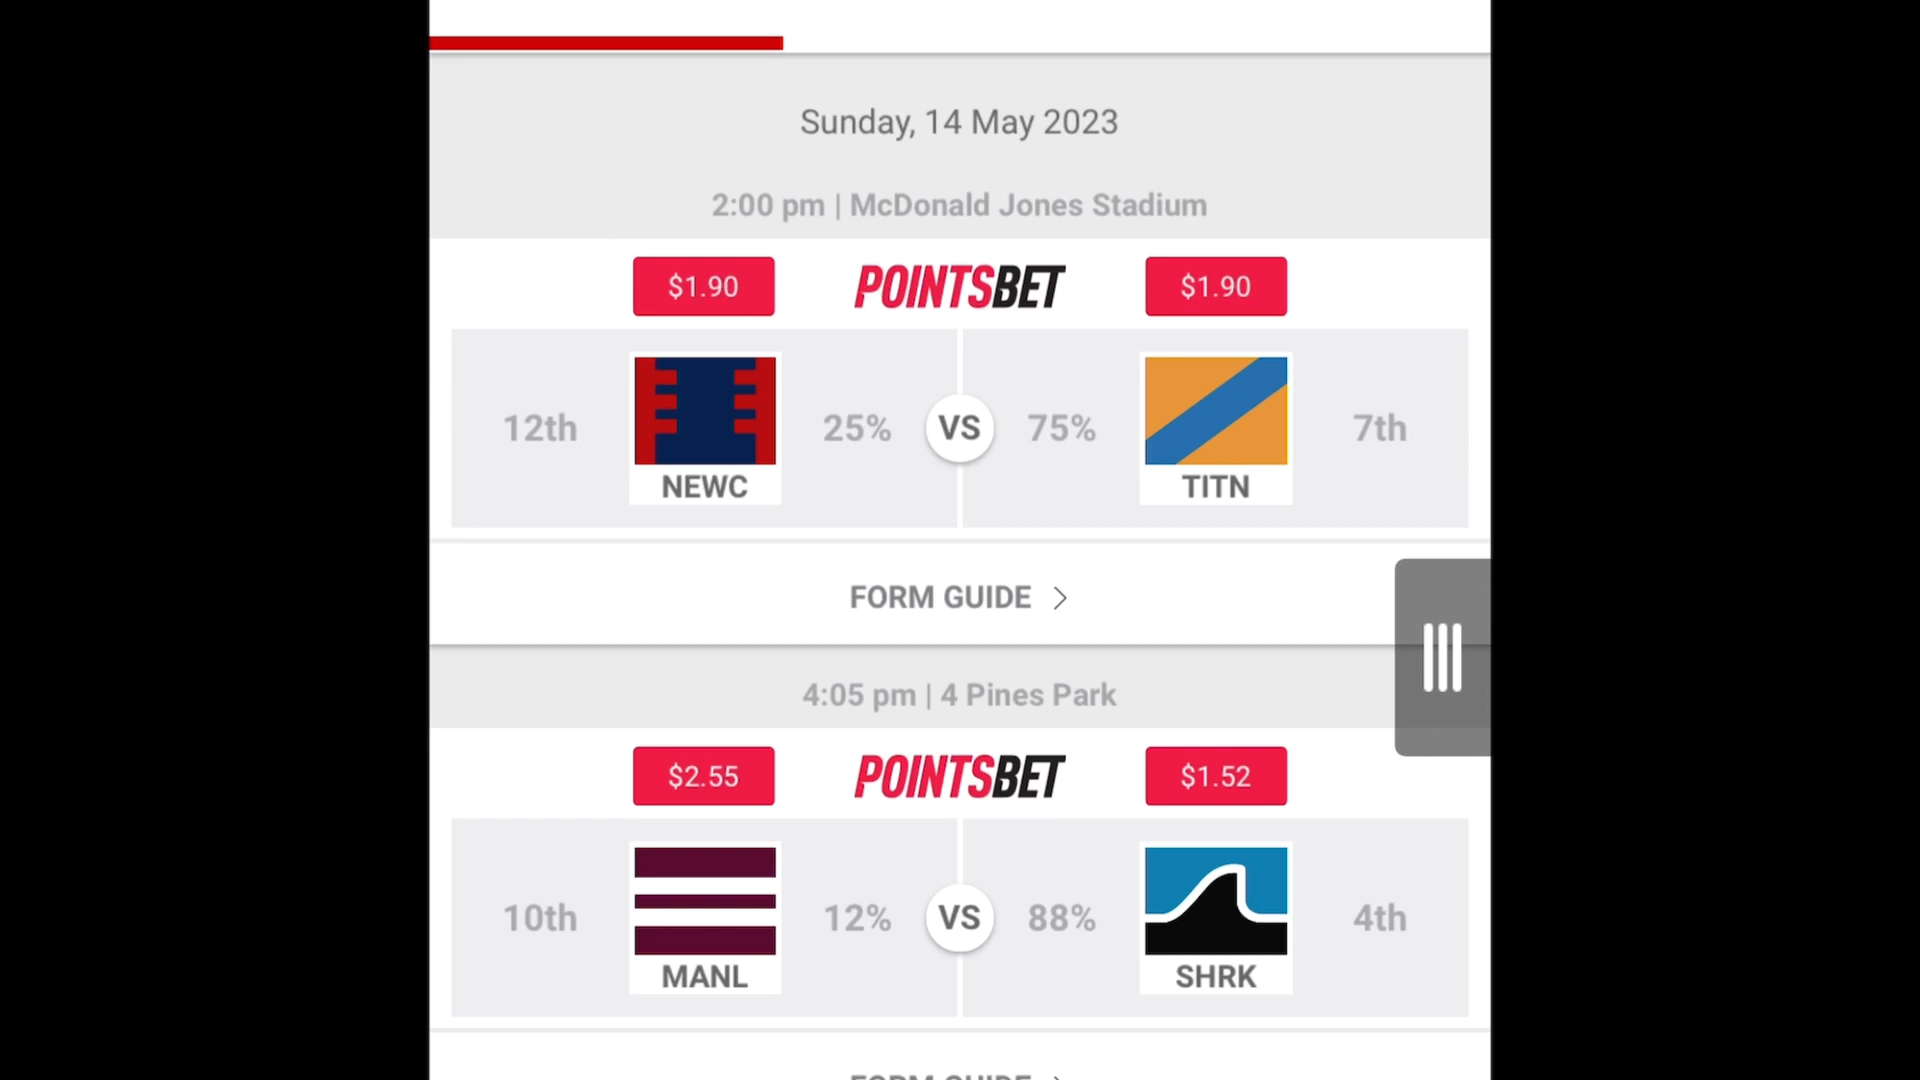 Sunday, 14 May 2023
2:00 pm | McDonald Jones Stadium
$1.90 POINTSBET $1.90
12th 25% VS 75% 7th
NEWC TITN
FORM GUIDE
4:05 pm | 4 Pines Park
$2.55 POINTSBET $1.52
10th 12% VS 88% 4th
MANL SHRK
FORM GUIDE